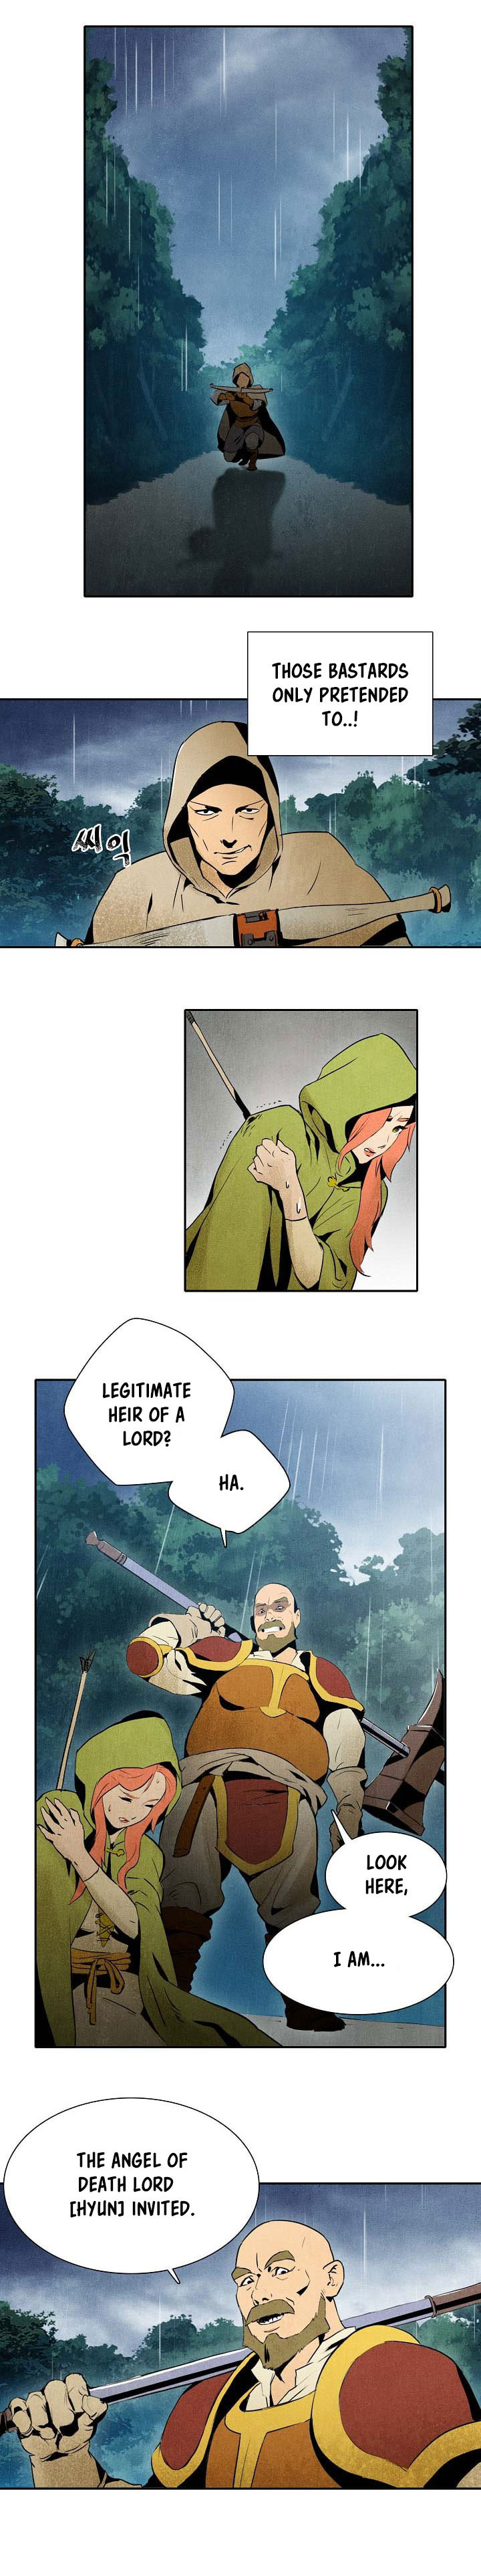 THOSE BASTARDS
ONLY PRETENDED
TO..!
씨익
LEGITIMATE
HEIR OF A
LORD?
HA.
LOOK
HERE,
I AM...
THE ANGEL OF
DEATH LORD
[HYUN] INVITED.